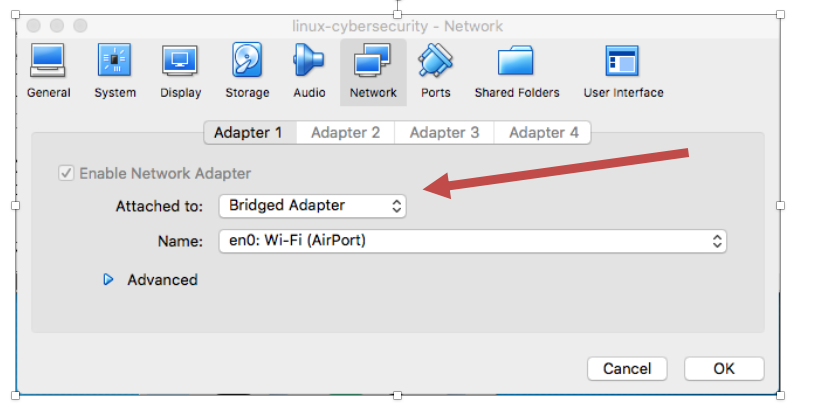 linux-cybersecurity - Network
General System Display Storage Audio Network Ports Shared Folders User Interface
Adapter 1 Adapter 2 Adapter 3 Adapter 4
Enable Network Adapter
Attached to: Bridged Adapter
Name: en0: Wi-Fi (AirPort)
Advanced
Cancel OK